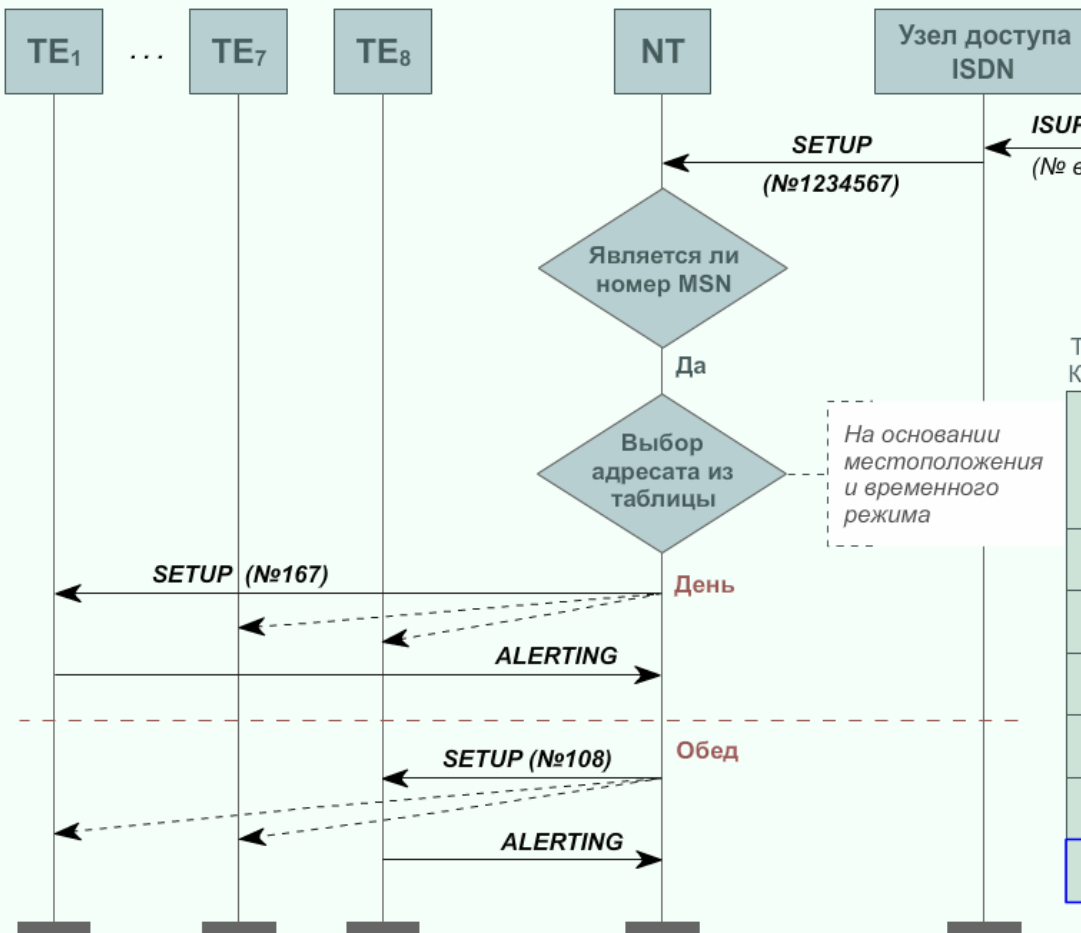 TE₁
...
TE₇
TE₈
NT
Узел доступа
ISDN
SETUP
(№1234567)
(№
Является ли
номер MSN
Да
Выбор
адресата из
таблицы
На основании
местоположения
и временного
режима
SETUP (№167)
День
ALERTING
Обед
SETUP (№108)
ALERTING